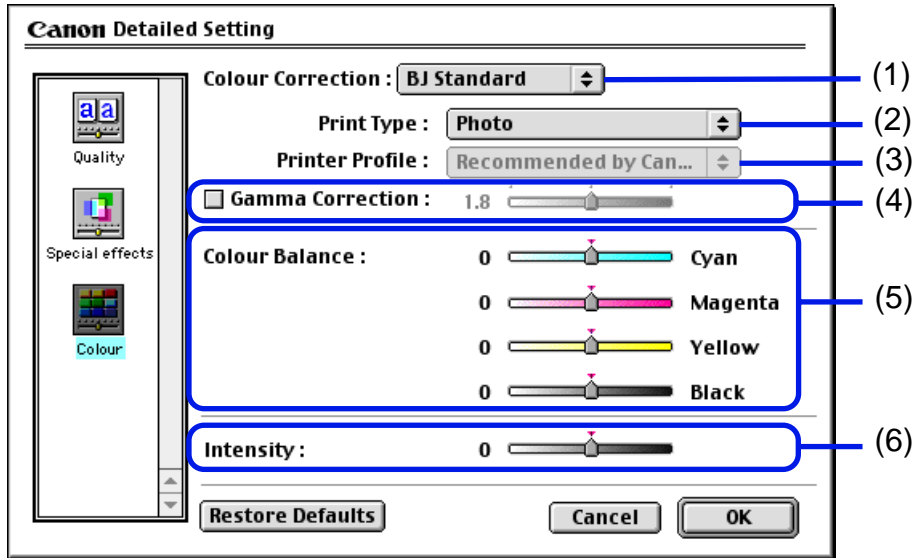 Canon Detailed Setting
Colour Correction : BJ Standard (1)
Print Type : Photo (2)
Printer Profile : Recommended by Can... (3)
Gamma Correction : 1.8 (4)
Colour Balance : 0 Cyan
0 Magenta (5)
0 Yellow
0 Black
Intensity : 0 (6)
aa
Quality
Special effects
Colour
Restore Defaults Cancel OK